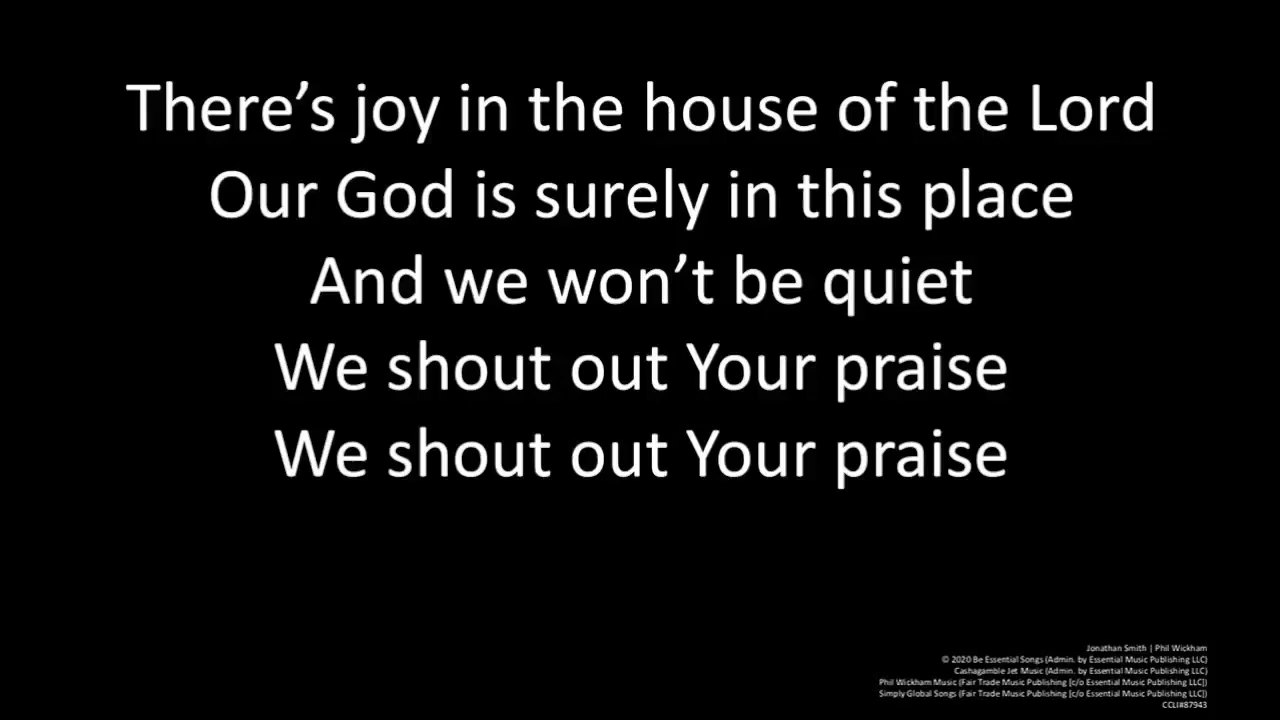 There’s joy in the house of the Lord
Our God is surely in this place
And we won’t be quiet
We shout out Your praise
We shout out Your praise
Jonathan Smith | Phil Wickham
© 2020 Be Essential Songs (Admin. by Essential Music Publishing LLC)
Cashagamble Jet Music (Admin. by Essential Music Publishing LLC)
Phil Wickham Music (Fair Trade Music Publishing [c/o Essential Music Publishing LLC])
Simply Global Songs (Fair Trade Music Publishing [c/o Essential Music Publishing LLC])
CCLI#87943